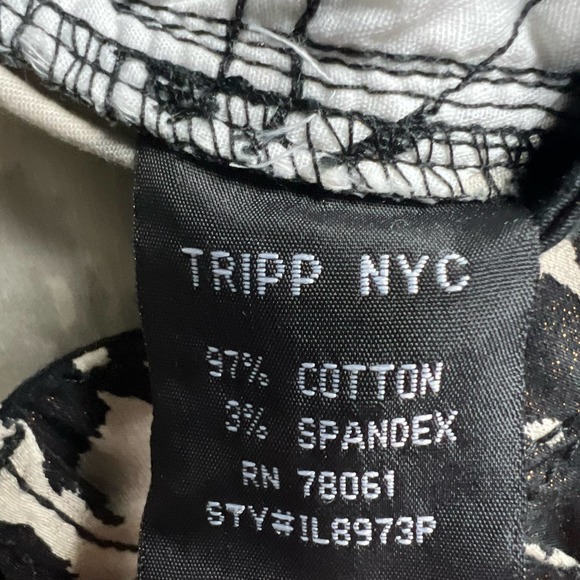 TRIPP NYC
97% COTTON
3% SPANDEX
RN 78061
STY#IL8973P